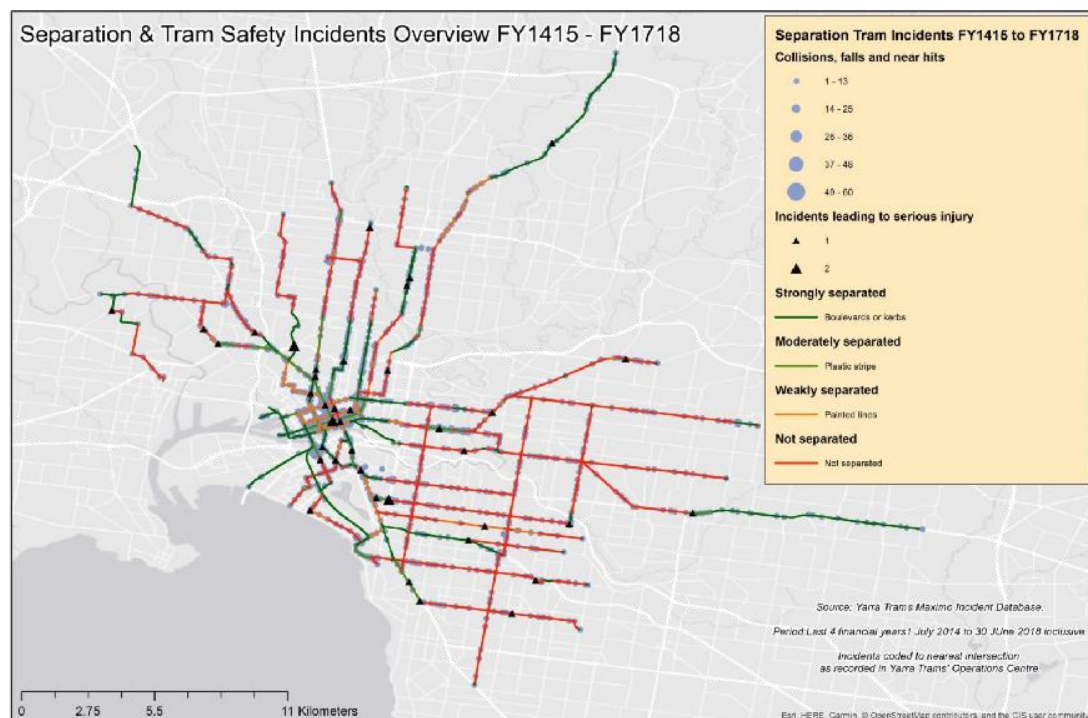 Separation & Tram Safety Incidents Overview FY1415 - FY1718
Separation Tram Incidents FY1415 to FY1718
Collisions, falls and near hits
1 - 13
14 - 25
26 - 36
37 - 48
49 - 60
Incidents leading to serious injury
1
2
Strongly separated
Boulevards or kerbs
Moderately separated
Plastic strips
Weakly separated
Painted lines
Not separated
Not separated
Source: Yarra Trams Maximo Incident Database.
Period:Last 4 financial years1 July 2014 to 30 JUne 2018 inclusive
Incidents coded to nearest intersection
as recorded in Yarra Trams' Operations Centre
0 2.75 5.5 11 Kilometers
Esri, HERE, Garmin, © OpenStreetMap contributors, and the GIS user communit